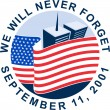 WE WILL NEVER FORGET
SEPTEMBER 11, 2001